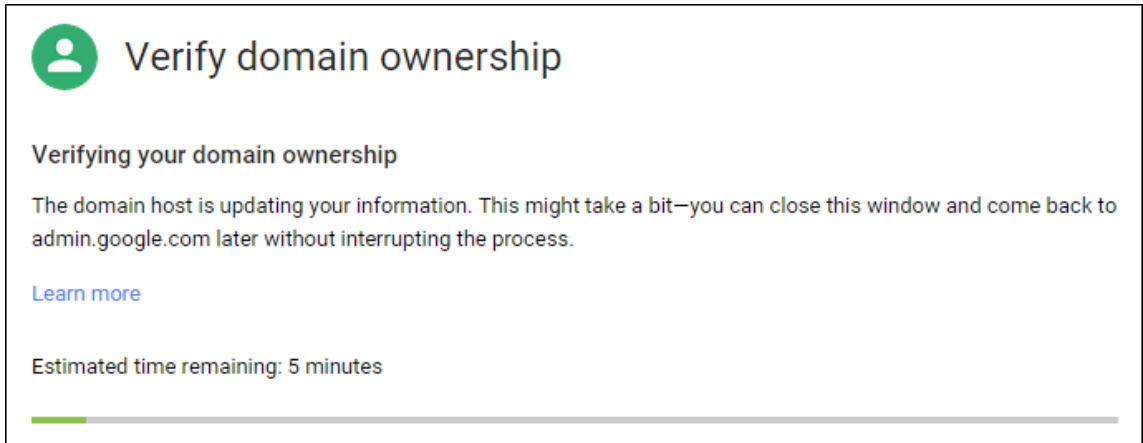 Verify domain ownership
Verifying your domain ownership
The domain host is updating your information. This might take a bit—you can close this window and come back to
admin.google.com later without interrupting the process.
Learn more
Estimated time remaining: 5 minutes